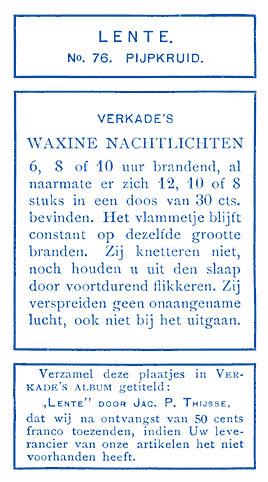 LENTE.
No. 76. PIJPKRUID.
VERKADE'S
WAXINE NACHTLICHTEN
6, 8 of 10 uur brandend, al
naarmate er zich 12, 10 of 8
stuks in een doos van 30 cts.
bevinden. Het vlammetje blijft
constant op dezelfde grootte
branden. Zij knetteren niet,
noch houden u uit den slaap
door voortdurend flikkeren. Zij
verspreiden geen onaangename
lucht, ook niet bij het uitgaan.
Verzamel deze plaatjes in VER-
KADE'S ALBUM getiteld:
„LENTE" DOOR JAC. P. THIJSSE,
dat wij na ontvangst van 50 cents
franco toezenden, indien Uw leve-
rancier van onze artikelen het niet
voorhanden heeft.